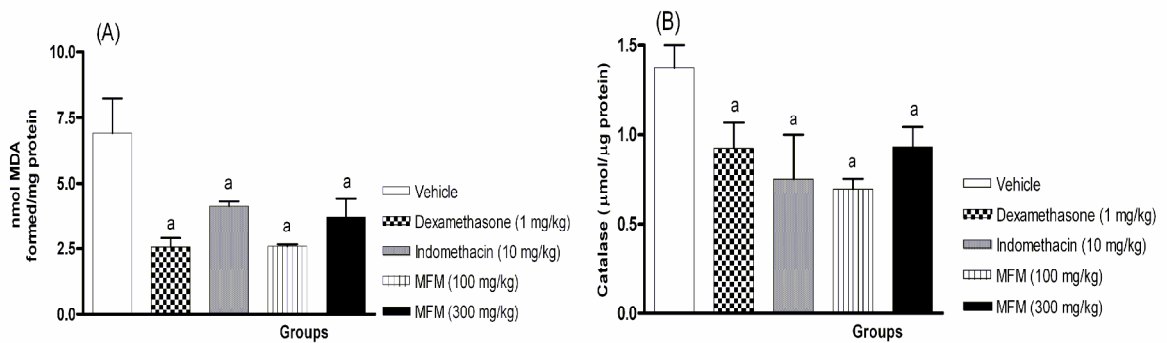 (A)
nmol MDA
formed/mg protein
10.0
7.5
5.0
2.5
0.0
a
a
a
a
Vehicle
Dexamethasone (1 mg/kg)
Indomethacin (10 mg/kg)
MFM (100 mg/kg)
MFM (300 mg/kg)
Groups
(B)
Catalase (μmol/μg protein)
1.5
1.0
0.5
0.0
a
a
a
a
Vehicle
Dexamethasone (1 mg/kg)
Indomethacin (10 mg/kg)
MFM (100 mg/kg)
MFM (300 mg/kg)
Groups